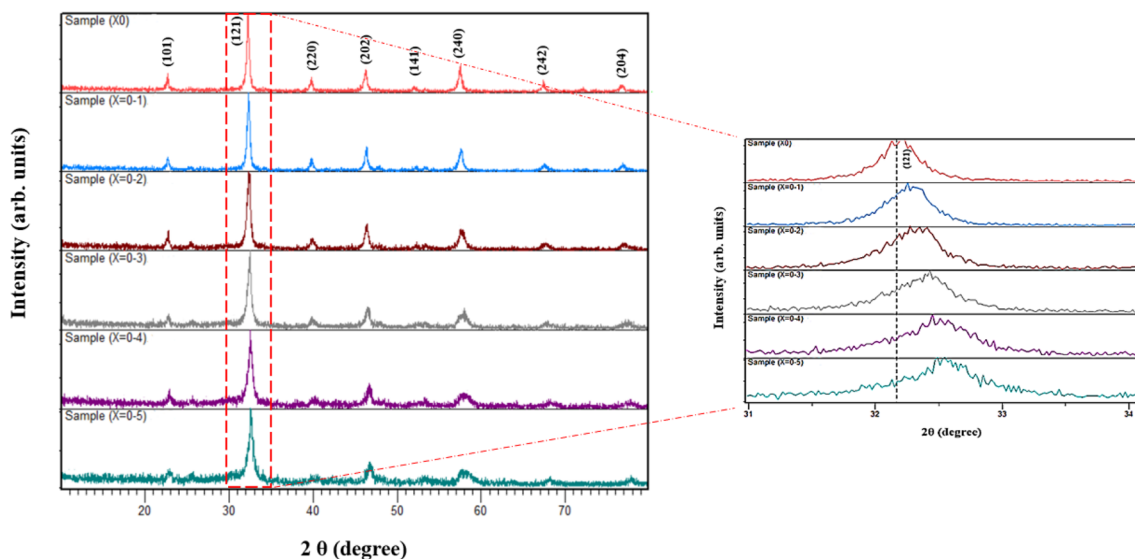 Sample (X0)
(101)
(121)
(220)
(202)
(141)
(240)
(242)
(204)
Sample (X=0-1)
Sample (X=0-2)
Sample (X=0-3)
Sample (X=0-4)
Sample (X=0-5)
Intensity (arb. units)
20
30
40
50
60
70
2 θ (degree)
Sample (X0)
(121)
Sample (X=0-1)
Sample (X=0-2)
Sample (X=0-3)
Sample (X=0-4)
Sample (X=0-5)
Intensity (arb. units)
31
32
33
34
2θ (degree)